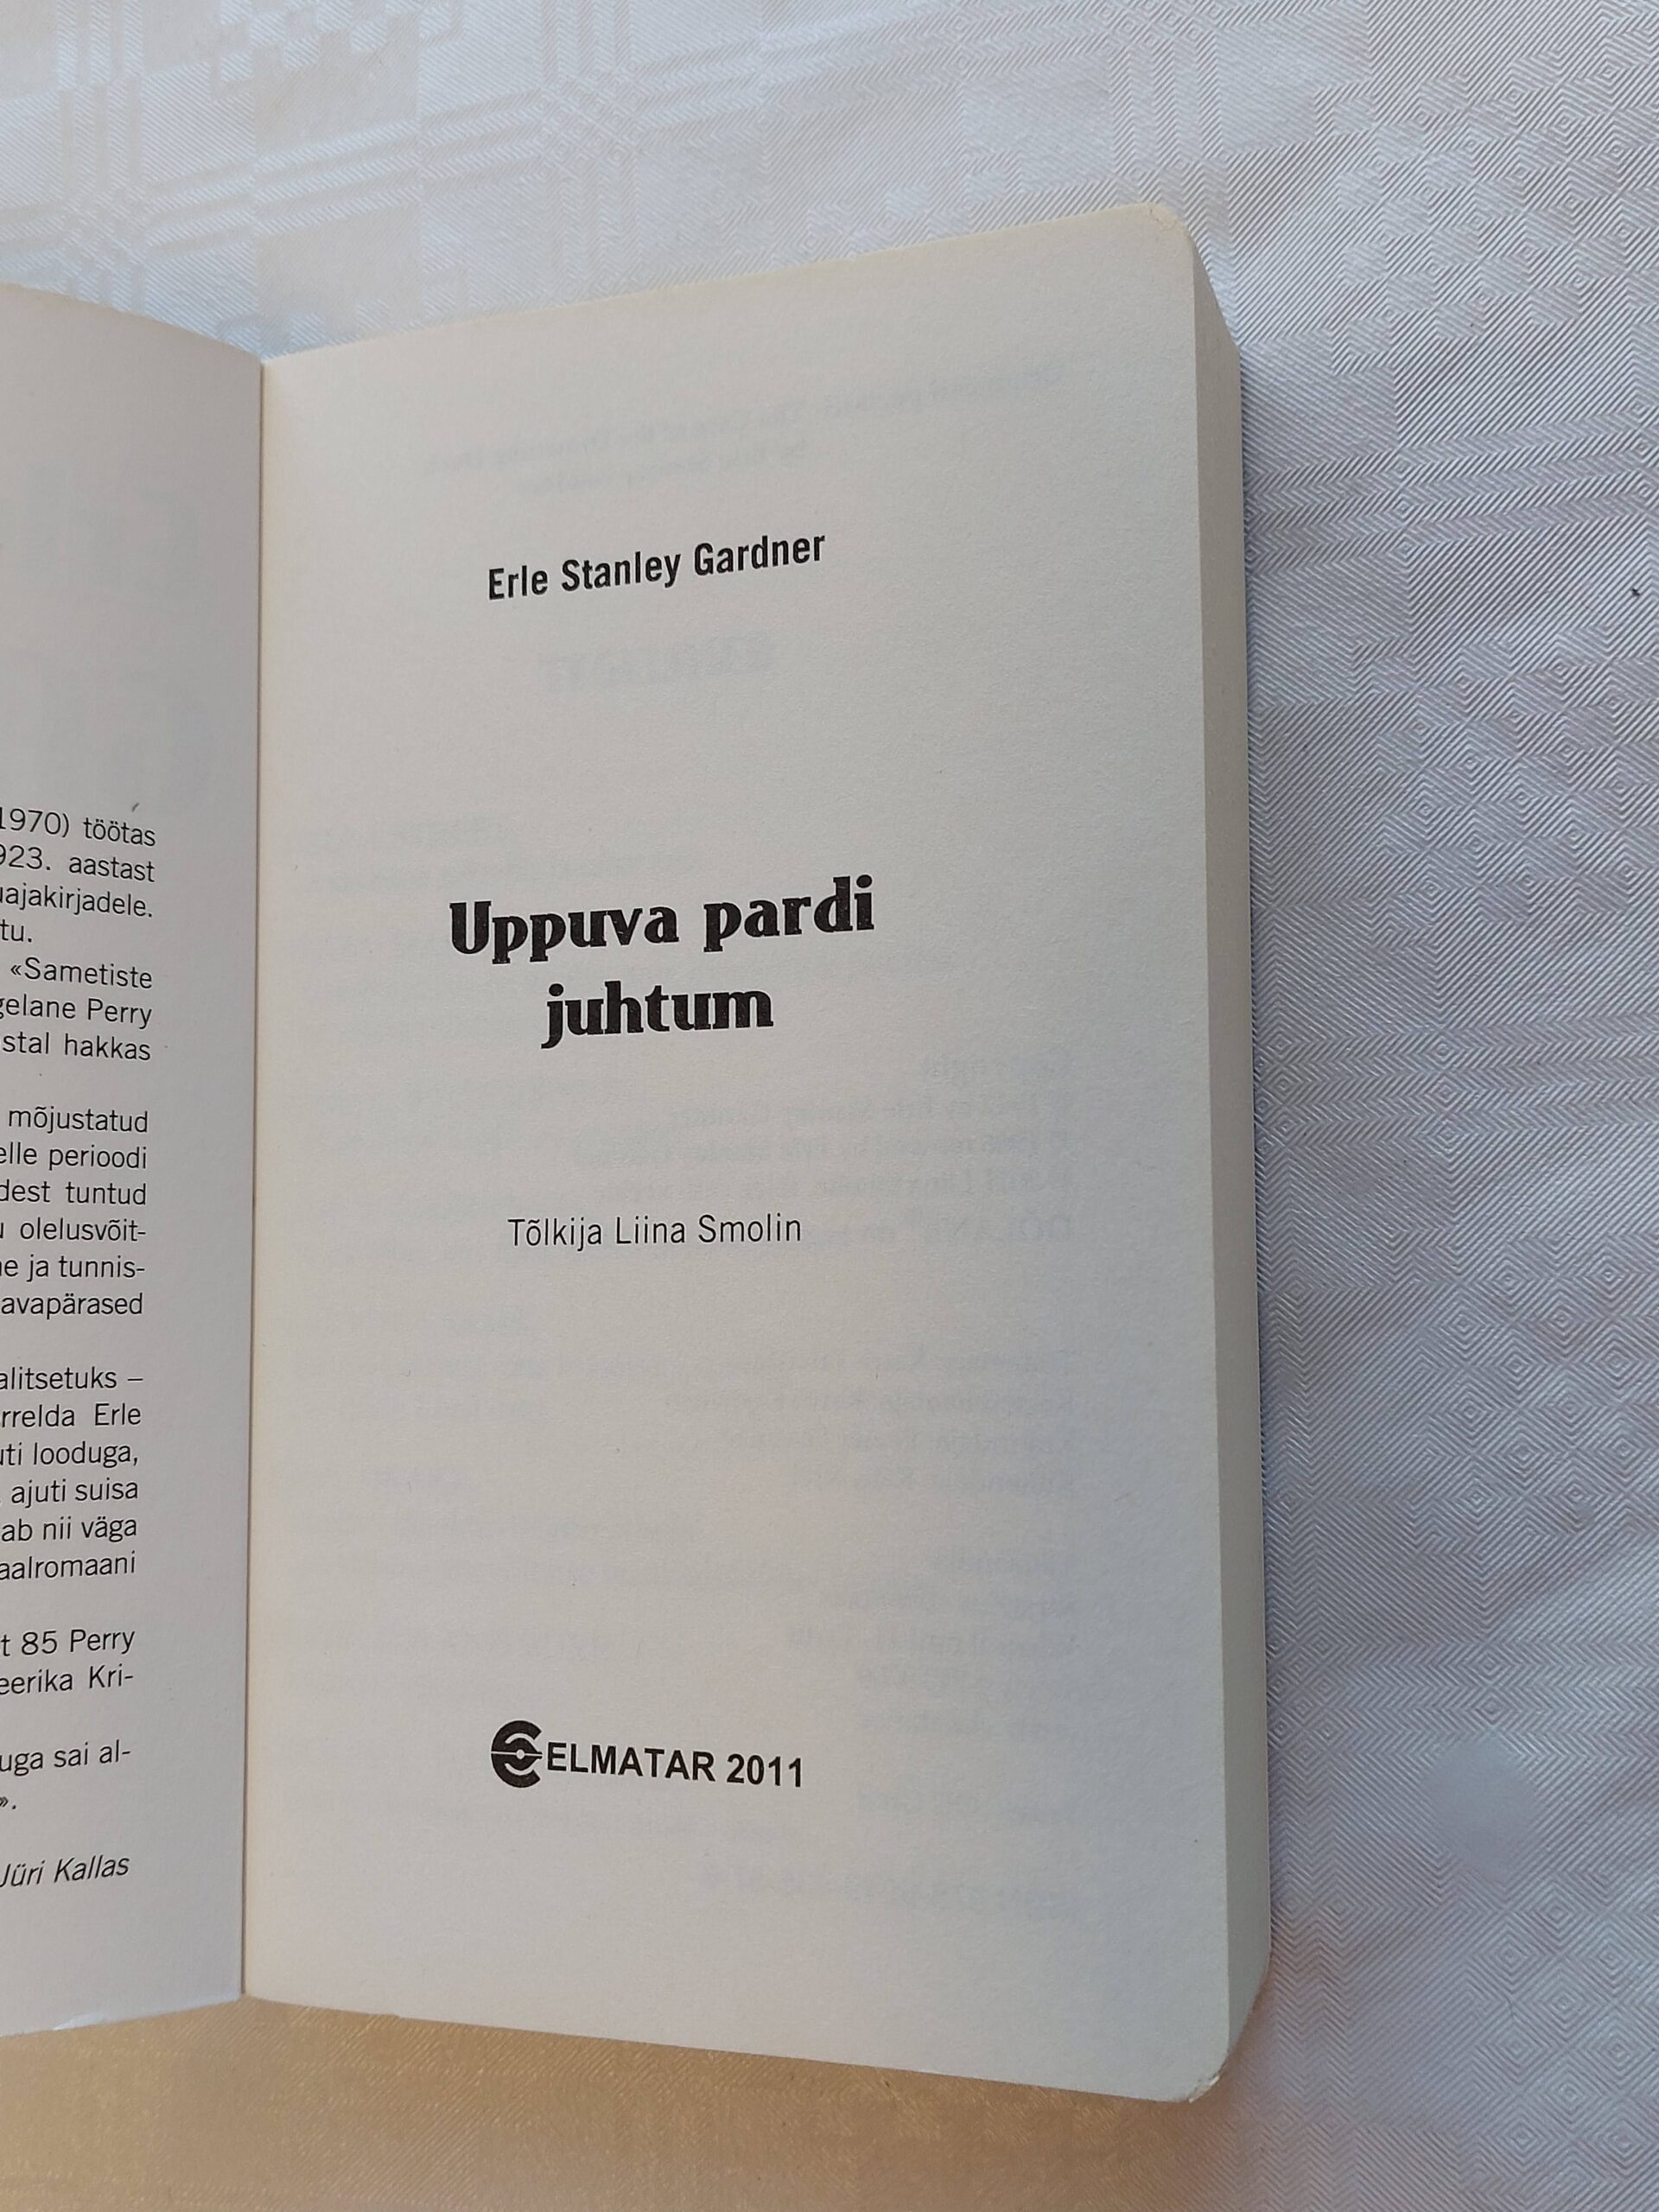 1970) töötas
923. aastast
uajakirjadele.
tu.
«Sametiste
gelane Perry
stal hakkas
mõjustatud
elle perioodi
dest tuntud
u olelusvõit-
ne ja tunnis-
avapärased
alitsetuks –
rrelda Erle
uti looduga,
ajuti suisa
ab nii väga
aalromaani
t 85 Perry
eerika Kri-
uga sai al-
».
Jüri Kallas
Erle Stanley Gardner
Uppuva pardi
juhtum
Tõlkija Liina Smolin
ELMATAR 2011